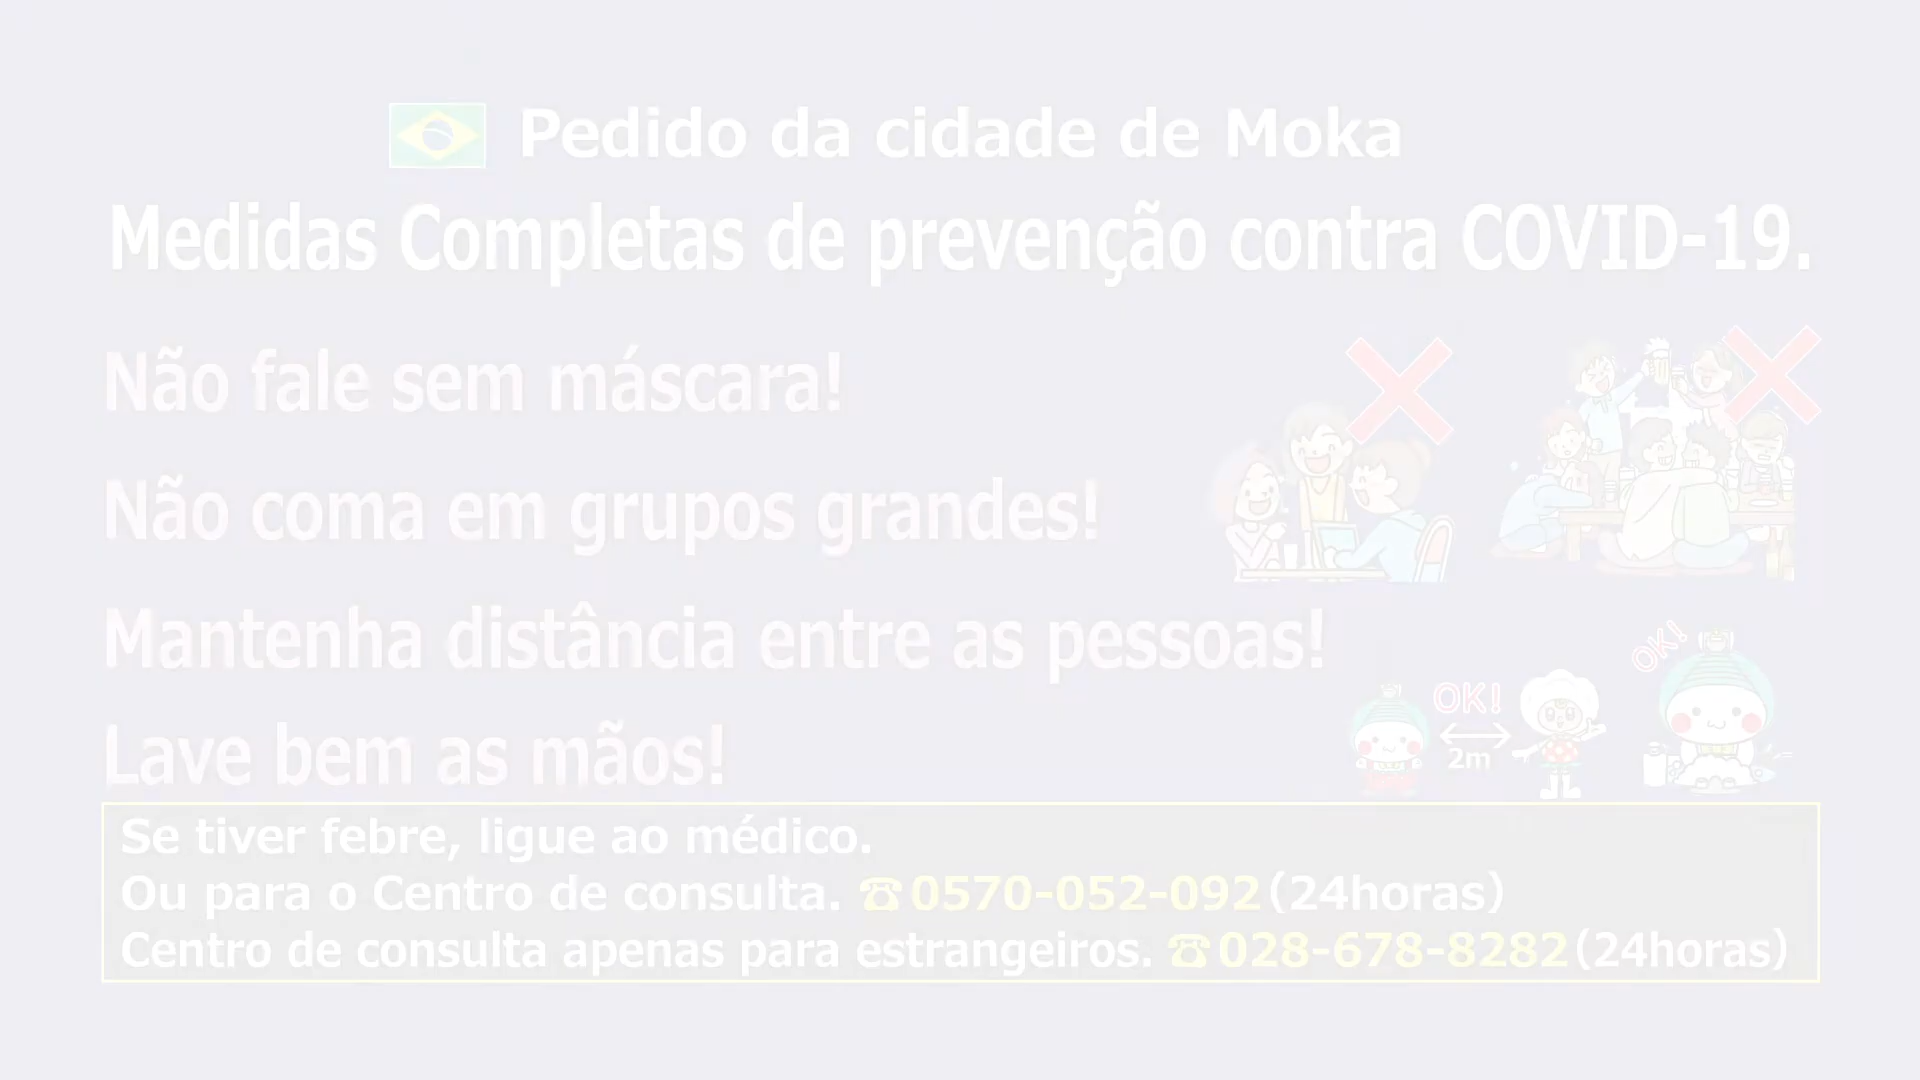 Pedido da cidade de Moka
Medidas Completas de prevenção contra COVID-19.
Não fale sem máscara!
Não coma em grupos grandes!
Mantenha distância entre as pessoas!
OK!
OK!
2m
Lave bem as mãos!
Se tiver febre, ligue ao médico.
Ou para o Centro de consulta. ☎0570-052-092(24horas)
Centro de consulta apenas para estrangeiros. ☎028-678-8282(24horas)